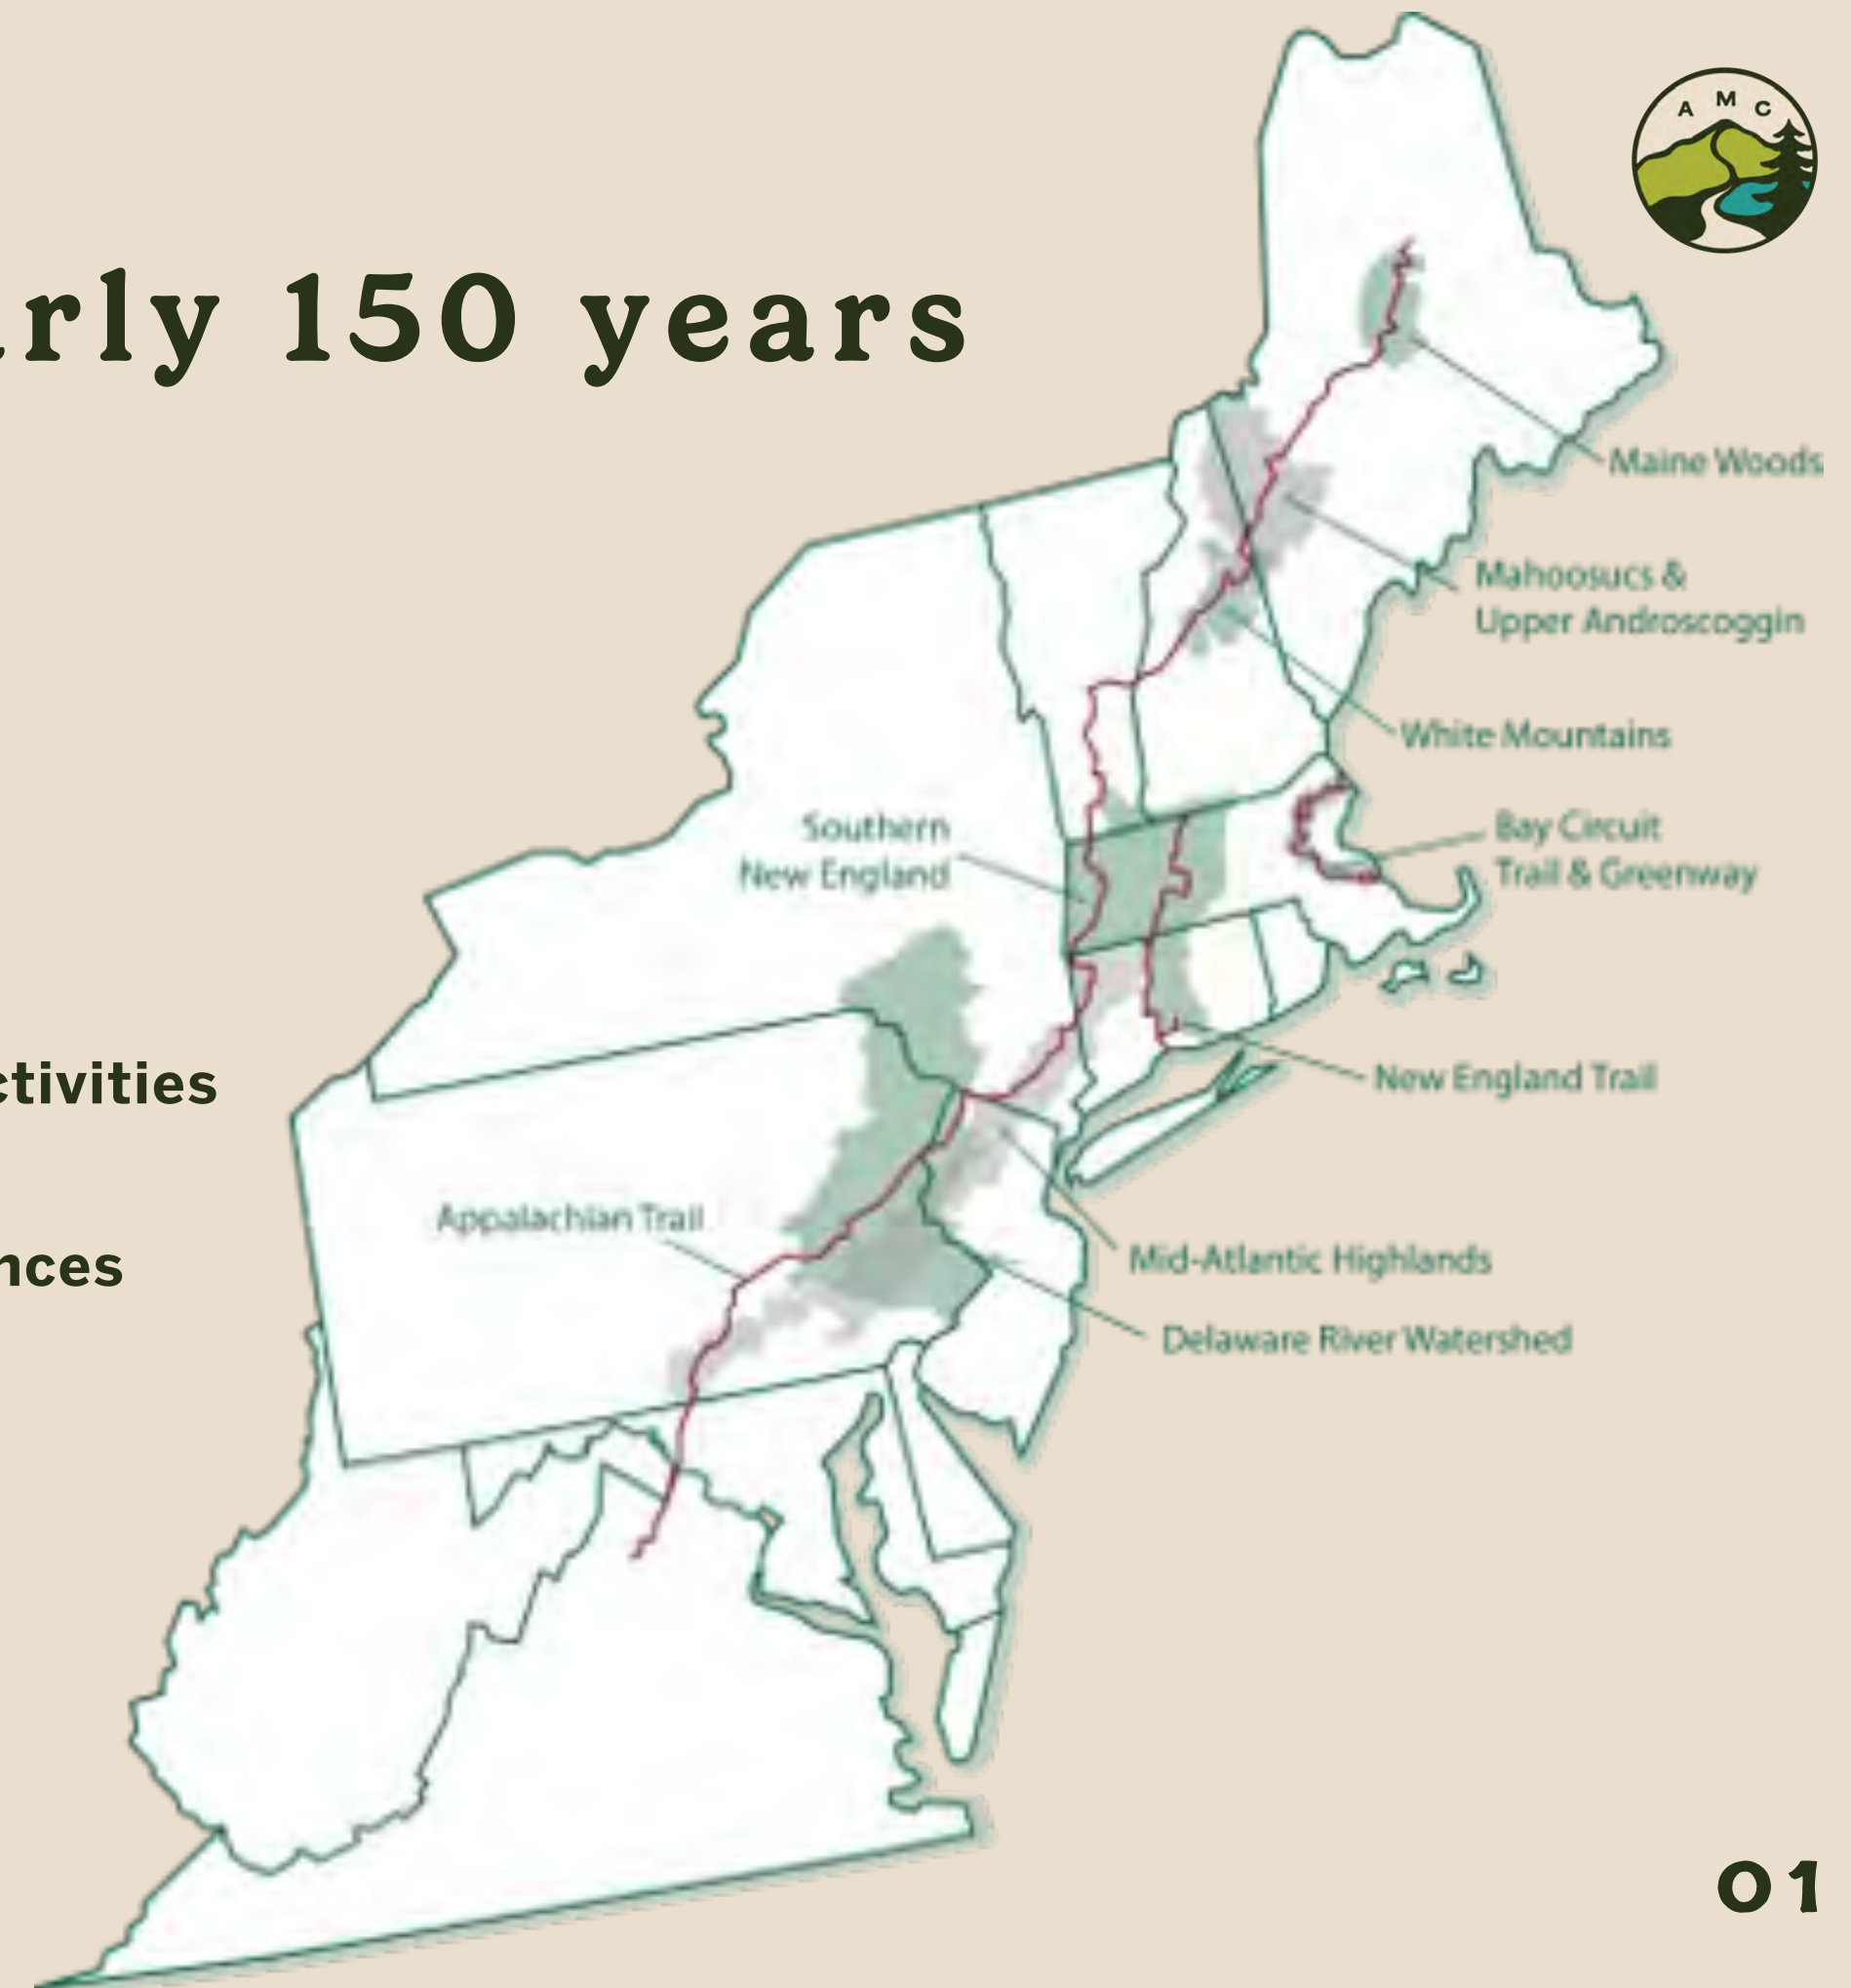 A M C
rly 150 years
Maine Woods
Mahoosucs &
Upper Androscoggin
White Mountains
Southern
New England
Bay Circuit
Trail & Greenway
ctivities
New England Trail
Appalachian Trail
nces
Mid-Atlantic Highlands
Delaware River Watershed
01